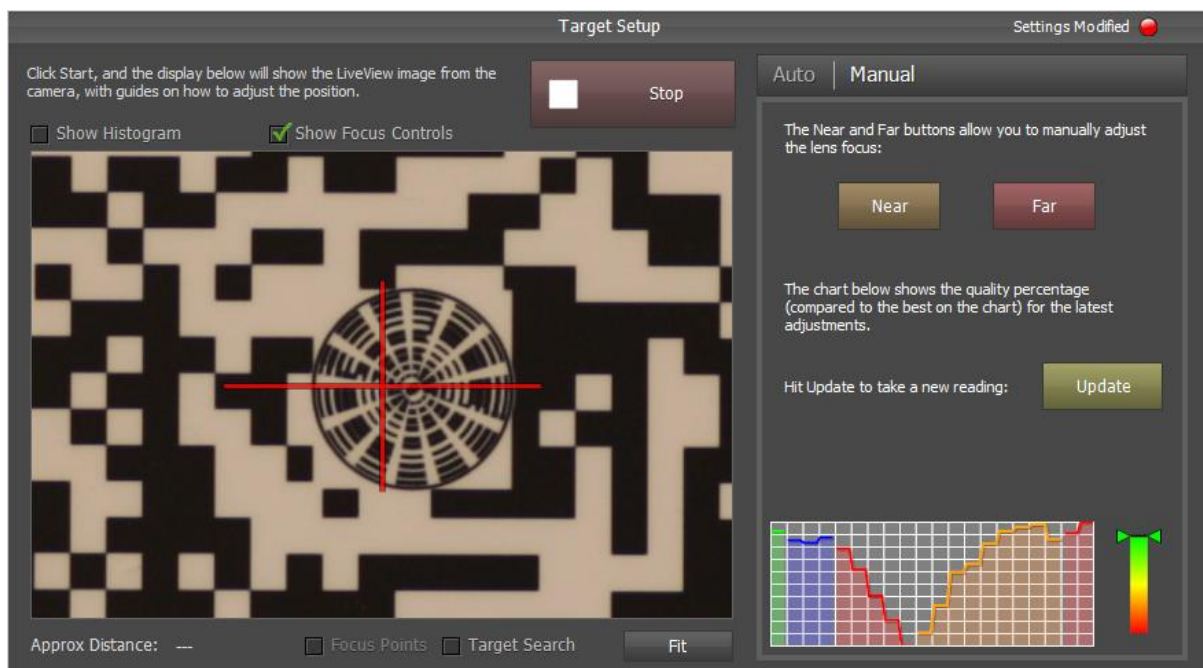 Target Setup
Settings Modified
Click Start, and the display below will show the LiveView image from the
camera, with guides on how to adjust the position.
Stop
Show Histogram
Show Focus Controls
Auto
Manual
The Near and Far buttons allow you to manually adjust
the lens focus:
Near
Far
The chart below shows the quality percentage
(compared to the best on the chart) for the latest
adjustments.
Hit Update to take a new reading:
Update
Approx Distance: ---
Focus Points
Target Search
Fit